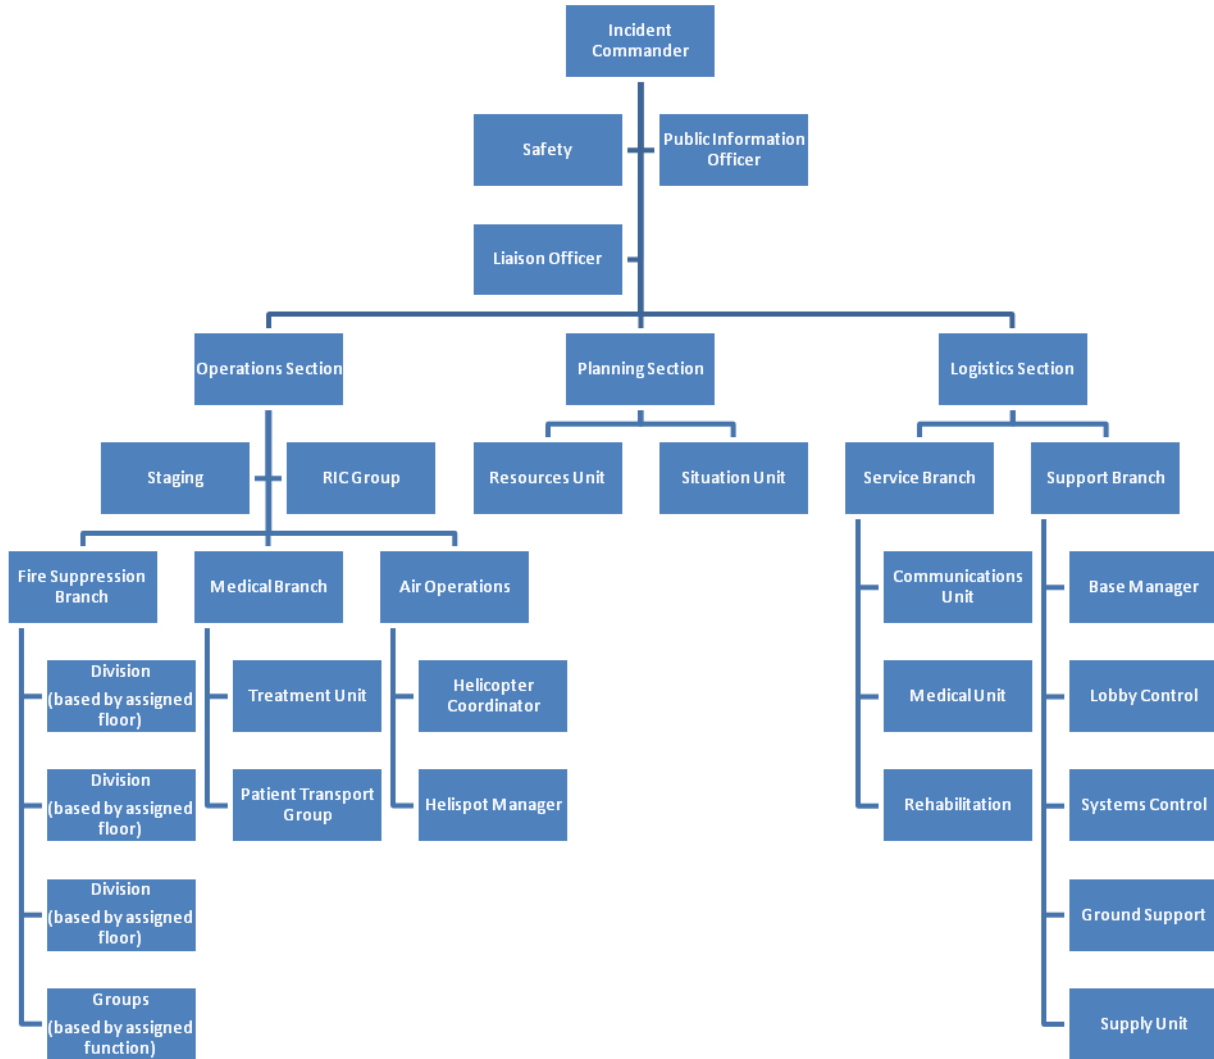 Incident
Commander
Safety
Public Information
Officer
Liaison Officer
Operations Section
Planning Section
Logistics Section
Staging
RIC Group
Resources Unit
Situation Unit
Service Branch
Support Branch
Fire Suppression
Branch
Medical Branch
Air Operations
Communications
Unit
Base Manager
Division
(based by assigned
floor)
Treatment Unit
Helicopter
Coordinator
Medical Unit
Lobby Control
Division
(based by assigned
floor)
Patient Transport
Group
Helispot Manager
Rehabilitation
Systems Control
Division
(based by assigned
floor)
Ground Support
Groups
(based by assigned
function)
Supply Unit